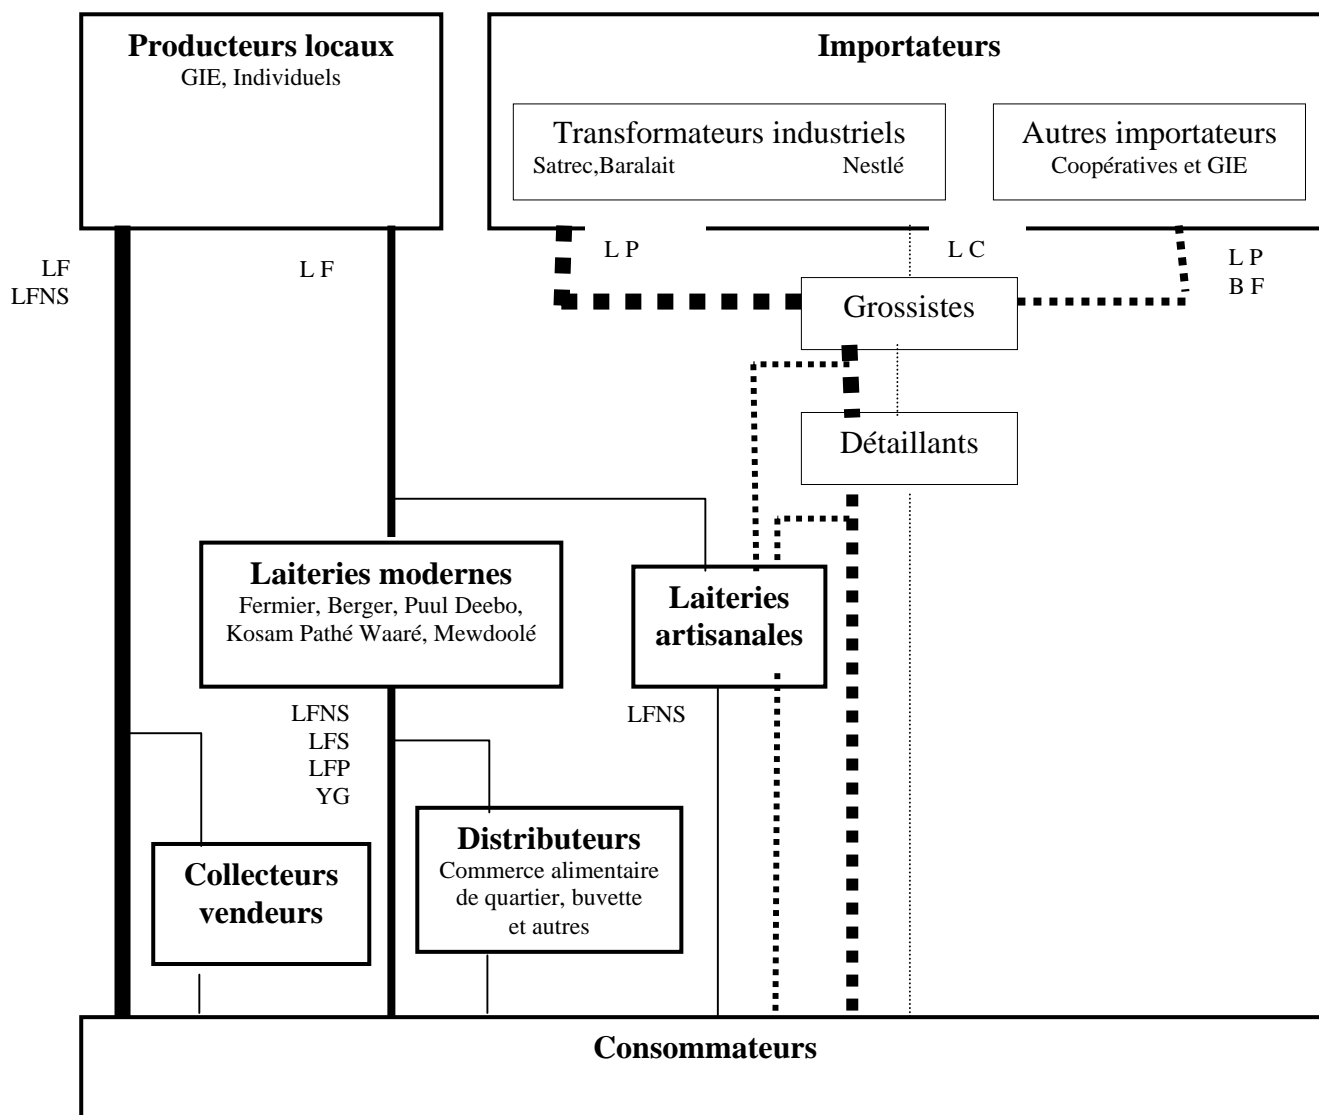 Producteurs locaux
GIE, Individuels
Importateurs
Transformateurs industriels
Satrec,Baralait Nestlé
Autres importateurs
Coopératives et GIE
LF
LFNS
L F
L P
L C
L P
B F
Grossistes
Détaillants
Laiteries modernes
Fermier, Berger, Puul Deebo,
Kosam Pathé Waaré, Mewdoolé
Laiteries
artisanales
LFNS
LFS
LFP
YG
LFNS
Collecteurs
vendeurs
Distributeurs
Commerce alimentaire
de quartier, buvette
et autres
Consommateurs